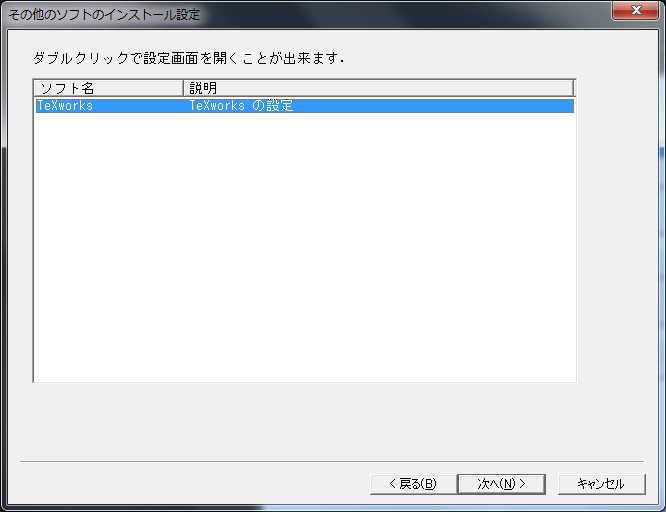 その他のソフトのインストール設定
ダブルクリックで設定画面を開くことが出来ます.
ソフト名 説明
TeXworks TeXworks の設定
< 戻る(B) 次へ(N) > キャンセル